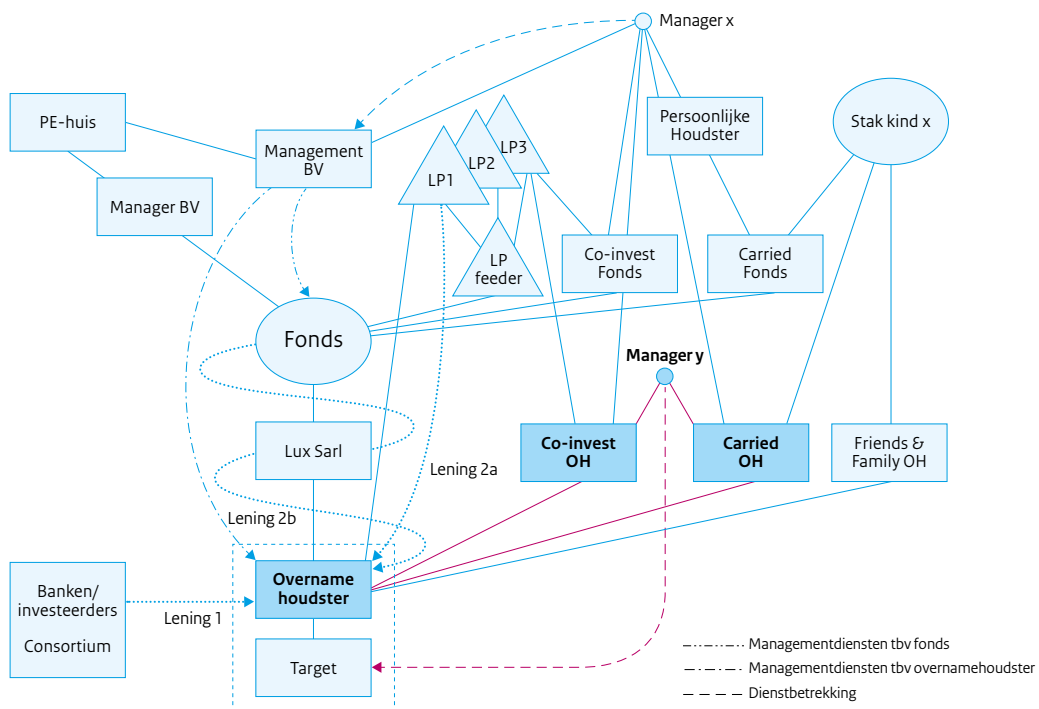 Manager x
PE-huis
Management
BV
Manager BV
LP1
LP2
LP3
LP
feeder
Persoonlijke
Houdster
Stak kind x
Co-invest
Fonds
Carried
Fonds
Fonds
Manager y
Lux Sarl
Co-invest
OH
Carried
OH
Friends &
Family OH
Lening 2a
Lening 2b
Overname
houdster
Banken/
investeerders
Consortium
Lening 1
Target
Managementdiensten tbv fonds
Managementdiensten tbv overnamehoudster
Dienstbetrekking